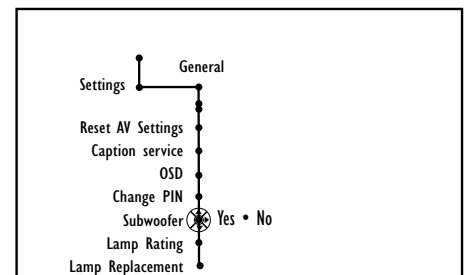 General
Settings
Reset AV Settings
Caption service
OSD
Change PIN
Subwoofer Yes • No
Lamp Rating
Lamp Replacement